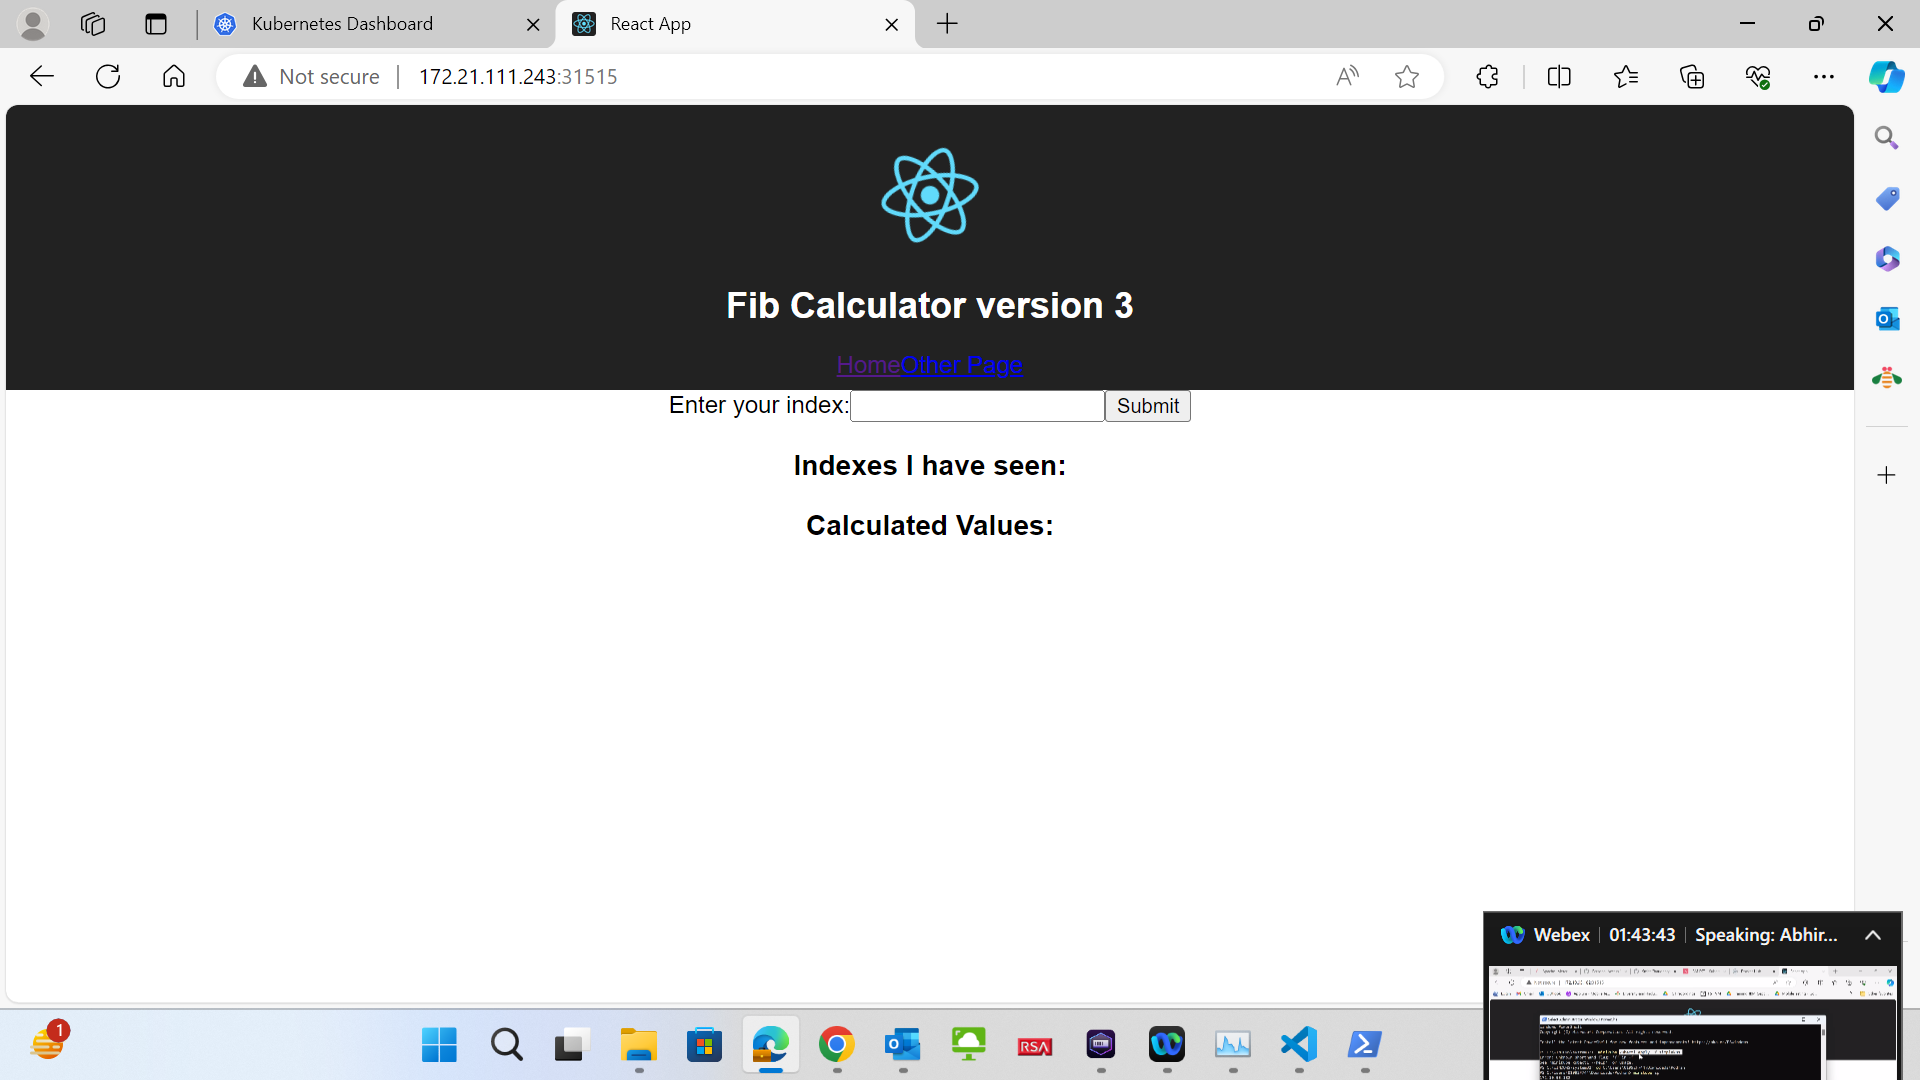 Kubernetes Dashboard
React App
Not secure
172.21.111.243:31515
Fib Calculator version 3
HomeOther Page
Enter your index:
Submit
Indexes I have seen:
Calculated Values:
Webex
01:43:43
Speaking: Abhir...
1
RSA